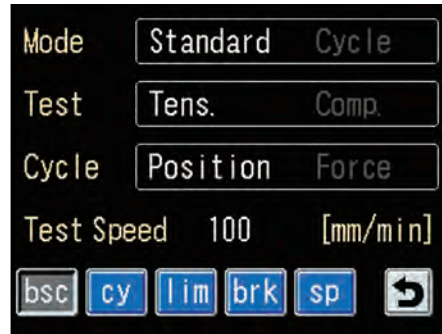 Mode Standard Cycle
Test Tens. Comp.
Cycle Position Force
Test Speed 100 [mm/min]
bsc cy lim brk sp